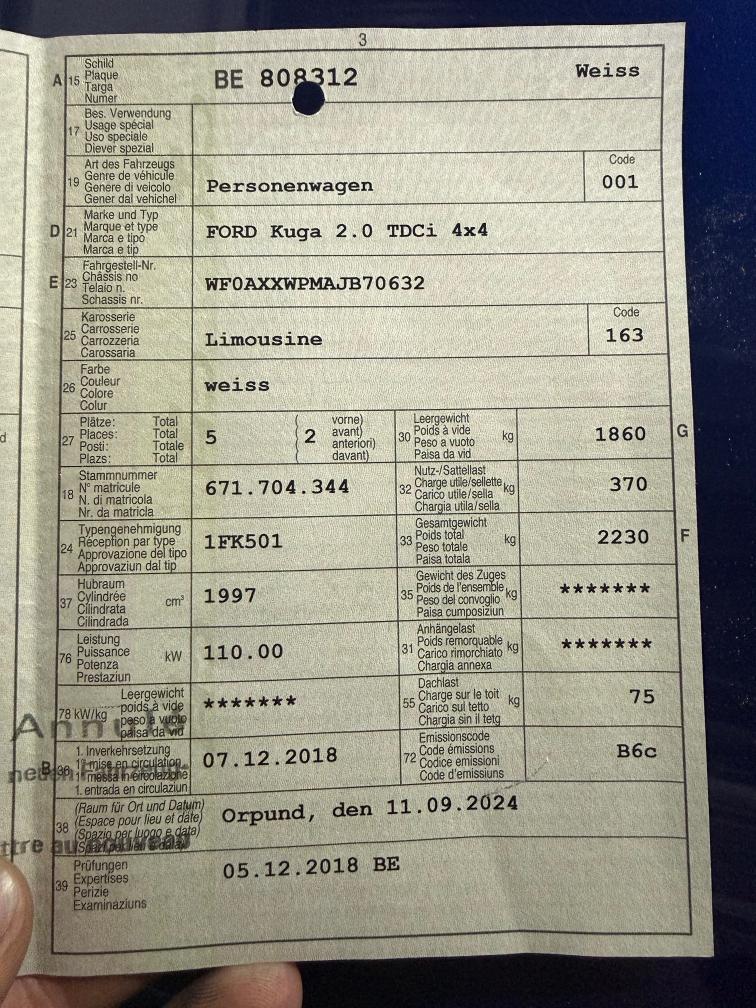 3
A 15 Schild
Plaque
Targa
Numer
BE 808312 Weiss
17 Bes. Verwendung
Usage spécial
Uso speciale
Diever spezial
19 Art des Fahrzeugs
Genre de véhicule
Genere di veicolo
Gener dal vehichel
Personenwagen
Code
001
D 21 Marke und Typ
Marque et type
Marca e tipo
Marca e tip
FORD Kuga 2.0 TDCi 4x4
E 23 Fahrgestell-Nr.
Châssis no
Telaio n.
Schassis nr.
WF0AXXWPMAJB70632
25 Karosserie
Carrosserie
Carrozzeria
Carossaria
Limousine
Code
163
26 Farbe
Couleur
Colore
Colur
weiss
27 Plätze: Total
Places: Total
Posti: Totale
Plazs: Total
5
( 2 vorne)
( avant)
( anteriori)
( davant)
30 Leergewicht
Poids à vide
Peso a vuoto
Paisa da vid
kg
1860
G
18 Stammnummer
N° matricule
N. di matricola
Nr. da matricla
671.704.344
32 Nutz-/Sattellast
Charge utile/sellette
Carico utile/sella
Chargia utila/sella
kg
370
24 Typengenehmigung
Réception par type
Approvazione del tipo
Approvaziun dal tip
1FK501
33 Gesamtgewicht
Poids total
Peso totale
Paisa totala
kg
2230
F
37 Hubraum
Cylindrée
Cilindrata
Cilindrada
cm³
1997
35 Gewicht des Zuges
Poids de l'ensemble
Peso del convoglio
Paisa cumposiziun
kg
*******
76 Leistung
Puissance
Potenza
Prestaziun
kW
110.00
31 Anhängelast
Poids remorquable
Carico rimorchiato
Chargia annexa
kg
*******
78 kW/kg Leergewicht
poids à vide
peso a vuoto
paisa da vid
*******
55 Dachlast
Charge sur le toit
Carico sul tetto
Chargia sin il tetg
kg
75
B 36 1. Inverkehrsetzung
1re mise en circulation
1a messa in circolazione
1. entrada en circulaziun
07.12.2018
72 Emissionscode
Code émissions
Codice emissioni
Code d'emissiuns
B6c
38 (Raum für Ort und Datum)
(Espace pour lieu et date)
(Spazio per luogo e data)
Orpund, den 11.09.2024
39 Prüfungen
Expertises
Perizie
Examinaziuns
05.12.2018 BE
ttre au nouveau